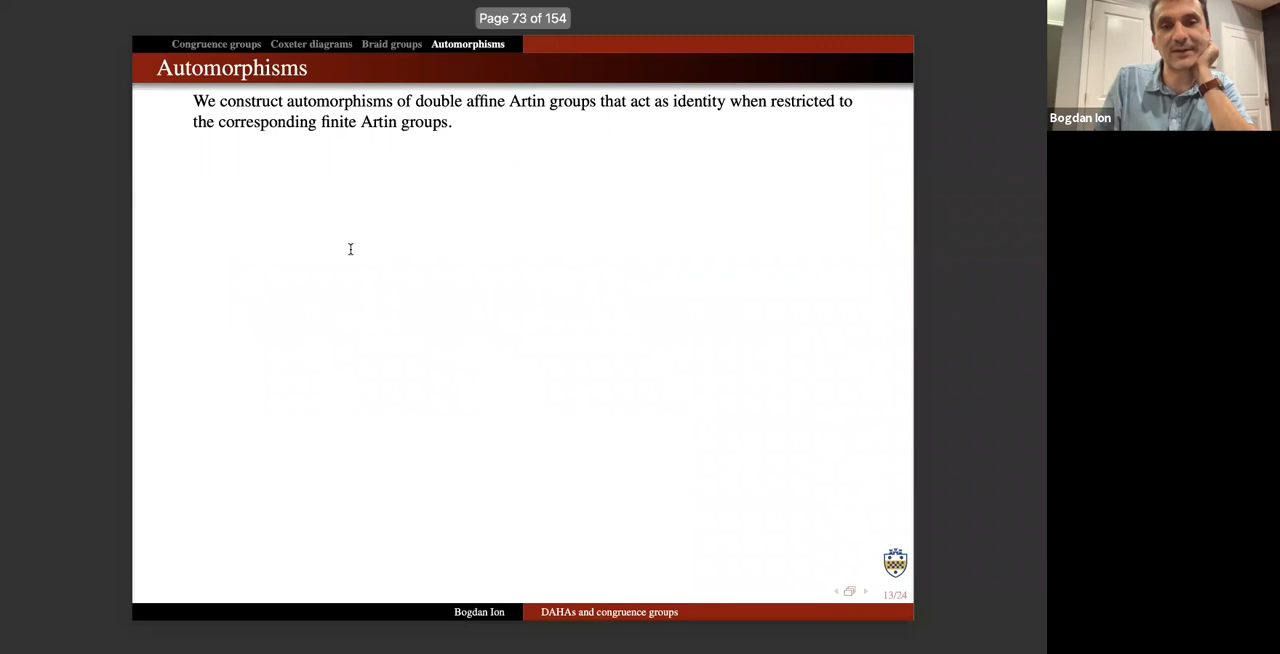 Page 73 of 154
Congruence groups Coxeter diagrams Braid groups Automorphisms
Automorphisms
We construct automorphisms of double affine Artin groups that act as identity when restricted to
the corresponding finite Artin groups.
Bogdan Ion
13/24
Bogdan Ion DAHAs and congruence groups